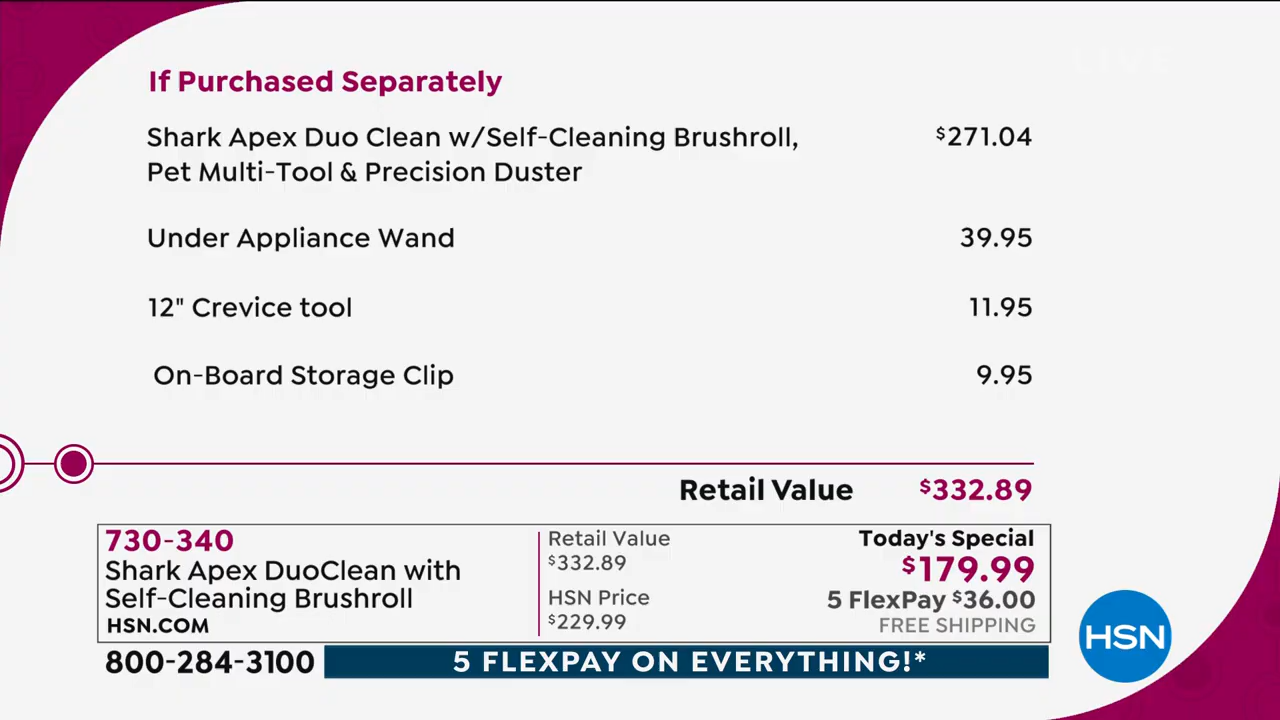 LIVE
If Purchased Separately
Shark Apex Duo Clean w/Self-Cleaning Brushroll, $271.04
Pet Multi-Tool & Precision Duster
Under Appliance Wand 39.95
12" Crevice tool 11.95
On-Board Storage Clip 9.95
Retail Value $332.89
730-340
Shark Apex DuoClean with
Self-Cleaning Brushroll
HSN.COM
Retail Value
$332.89
HSN Price
$229.99
Today's Special
$179.99
5 FlexPay $36.00
FREE SHIPPING
HSN
800-284-3100
5 FLEXPAY ON EVERYTHING!*